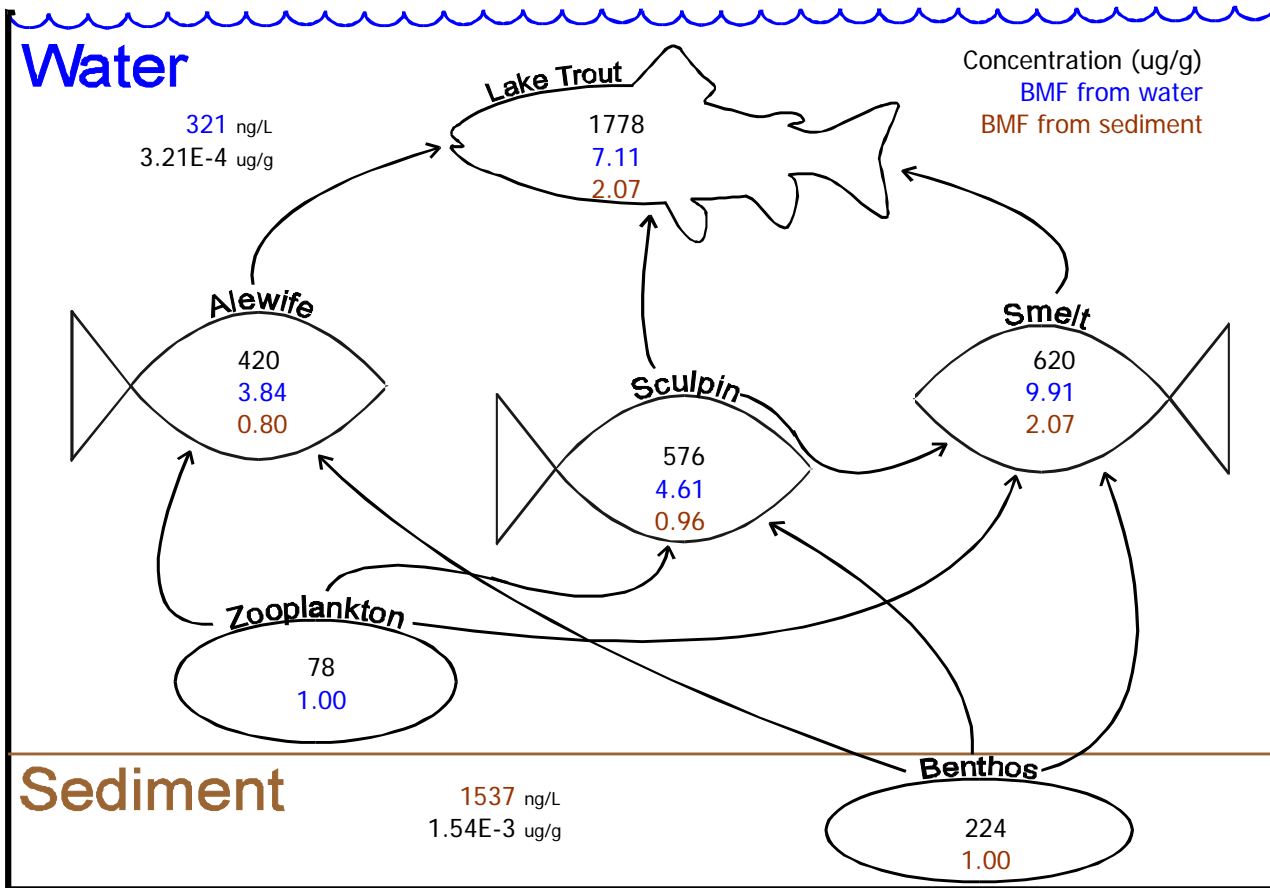 Water
321 ng/L
3.21E-4 ug/g
Concentration (ug/g)
BMF from water
BMF from sediment
Lake Trout
1778
7.11
2.07
Alewife
420
3.84
0.80
Sculpin
576
4.61
0.96
Smelt
620
9.91
2.07
Zooplankton
78
1.00
Sediment
1537 ng/L
1.54E-3 ug/g
Benthos
224
1.00